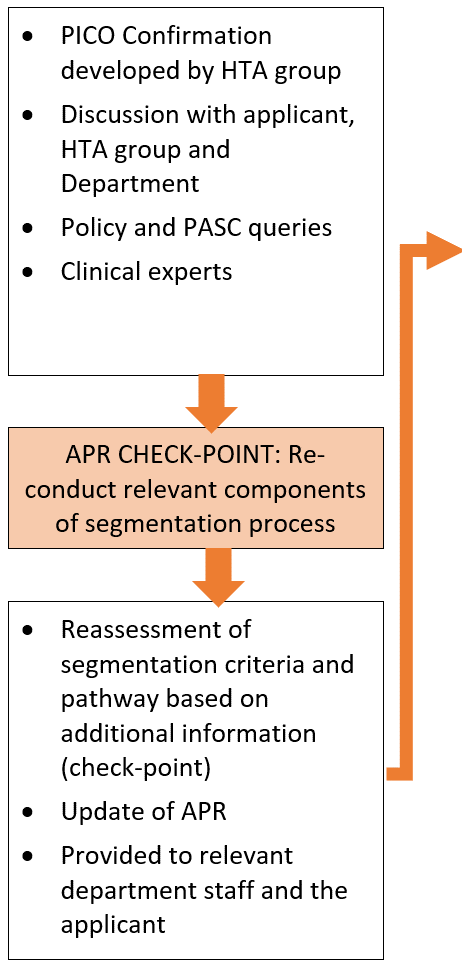 • PICO Confirmation
developed by HTA group
• Discussion with applicant,
HTA group and
Department
• Policy and PASC queries
• Clinical experts
APR CHECK-POINT: Re-
conduct relevant components
of segmentation process
• Reassessment of
segmentation criteria and
pathway based on
additional information
(check-point)
• Update of APR
• Provided to relevant
department staff and the
applicant